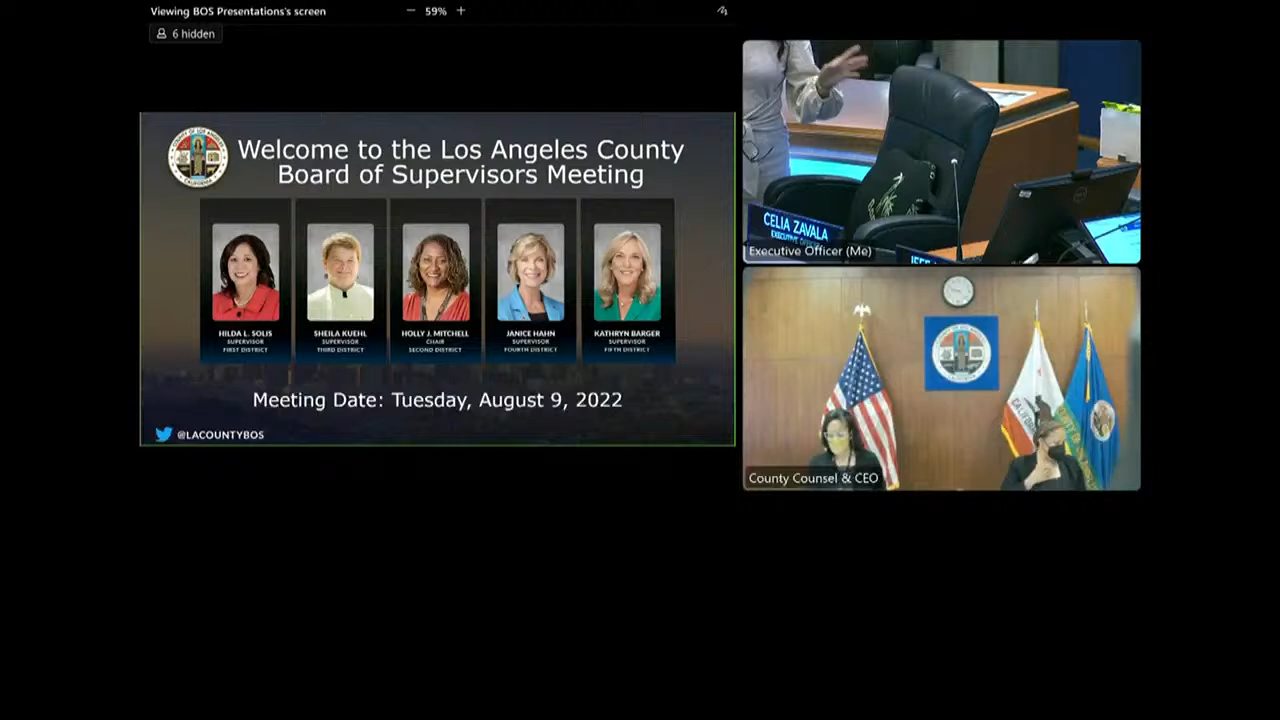 Viewing BOS Presentations's screen
59%
6 hidden
Welcome to the Los Angeles County
Board of Supervisors Meeting
HILDA L. SOLIS
SUPERVISOR
FIRST DISTRICT
SHEILA KUEHL
SUPERVISOR
THIRD DISTRICT
HOLLY J. MITCHELL
CHAIR
SECOND DISTRICT
JANICE HAHN
SUPERVISOR
FOURTH DISTRICT
KATHRYN BARGER
SUPERVISOR
FIFTH DISTRICT
Meeting Date: Tuesday, August 9, 2022
@LACOUNTYBOS
CELIA ZAVALA
EXECUTIVE OFFICER
Executive Officer (Me)
County Counsel & CEO